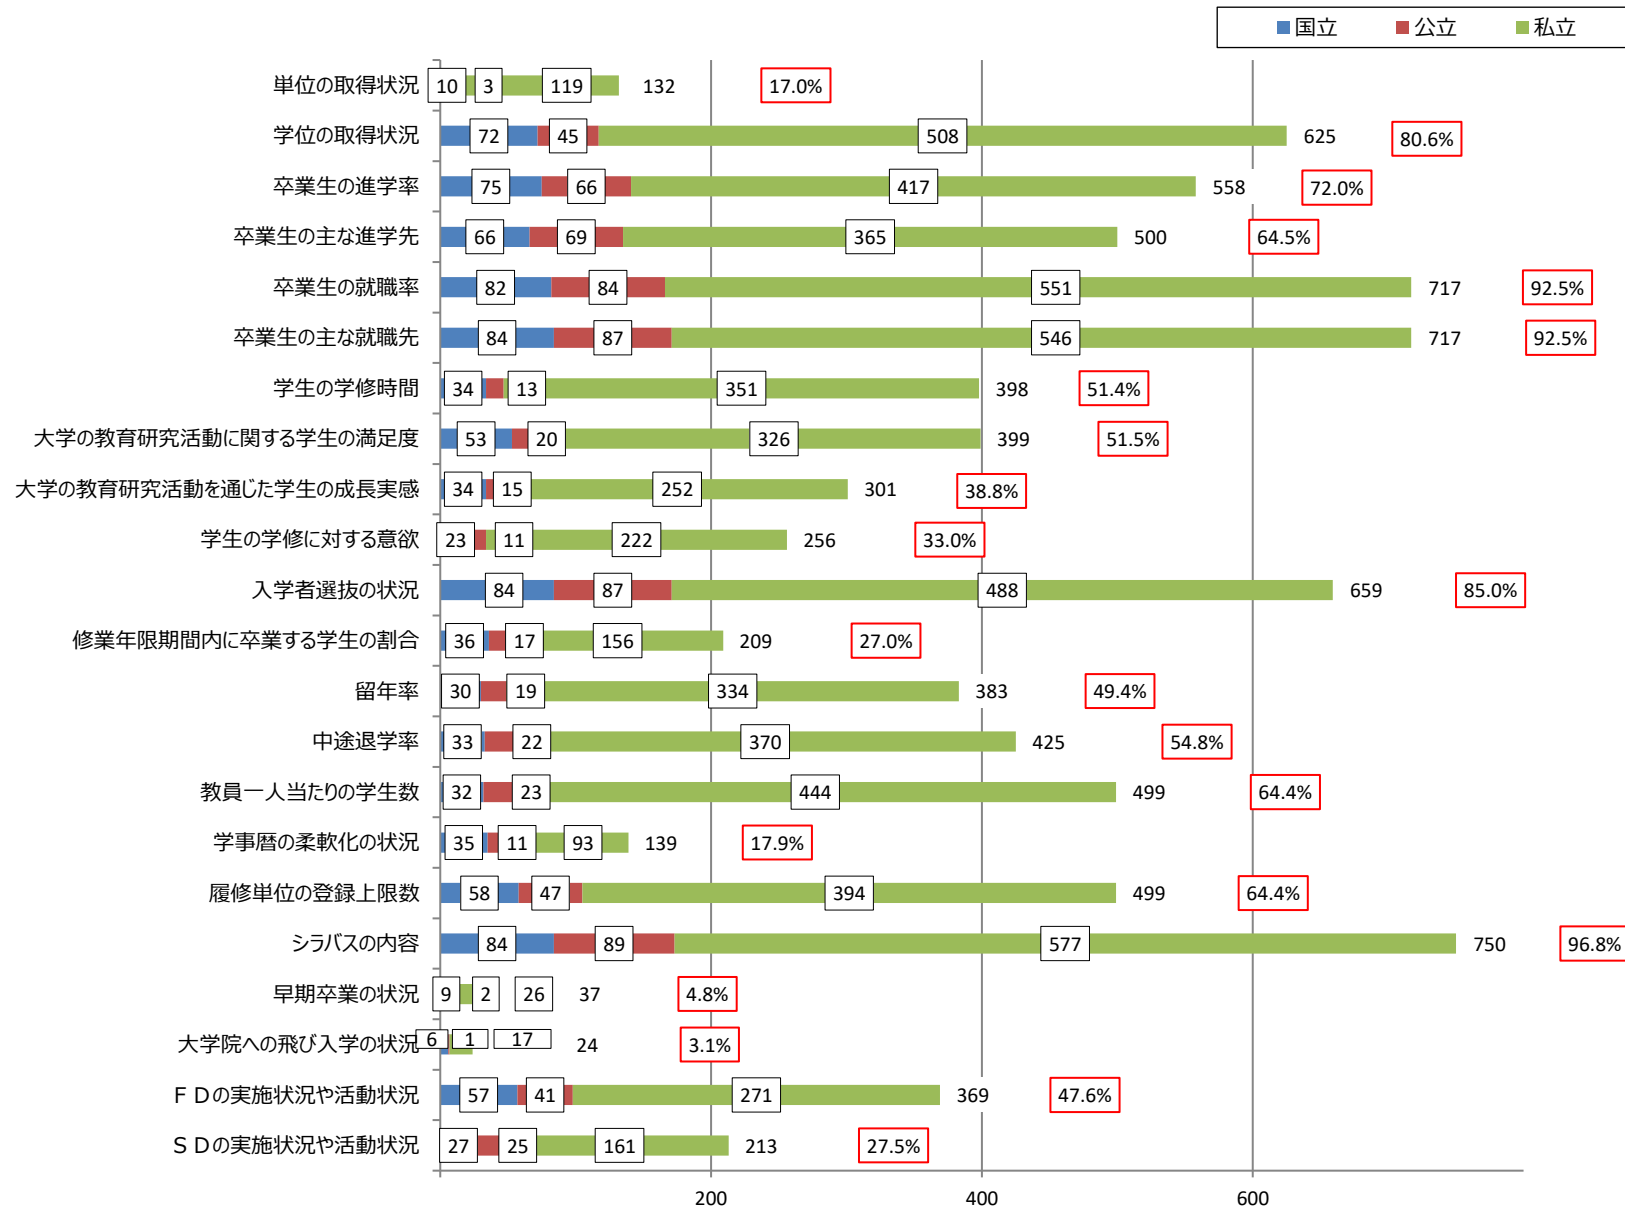 国立 公立 私立
単位の取得状況 10 3 119 132 17.0%
学位の取得状況 72 45 508 625 80.6%
卒業生の進学率 75 66 417 558 72.0%
卒業生の主な進学先 66 69 365 500 64.5%
卒業生の就職率 82 84 551 717 92.5%
卒業生の主な就職先 84 87 546 717 92.5%
学生の学修時間 34 13 351 398 51.4%
大学の教育研究活動に関する学生の満足度 53 20 326 399 51.5%
大学の教育研究活動を通じた学生の成長実感 34 15 252 301 38.8%
学生の学修に対する意欲 23 11 222 256 33.0%
入学者選抜の状況 84 87 488 659 85.0%
修業年限期間内に卒業する学生の割合 36 17 156 209 27.0%
留年率 30 19 334 383 49.4%
中途退学率 33 22 370 425 54.8%
教員一人当たりの学生数 32 23 444 499 64.4%
学事暦の柔軟化の状況 35 11 93 139 17.9%
履修単位の登録上限数 58 47 394 499 64.4%
シラバスの内容 84 89 577 750 96.8%
早期卒業の状況 9 2 26 37 4.8%
大学院への飛び入学の状況 6 1 17 24 3.1%
ＦＤの実施状況や活動状況 57 41 271 369 47.6%
ＳＤの実施状況や活動状況 27 25 161 213 27.5%
200 400 600